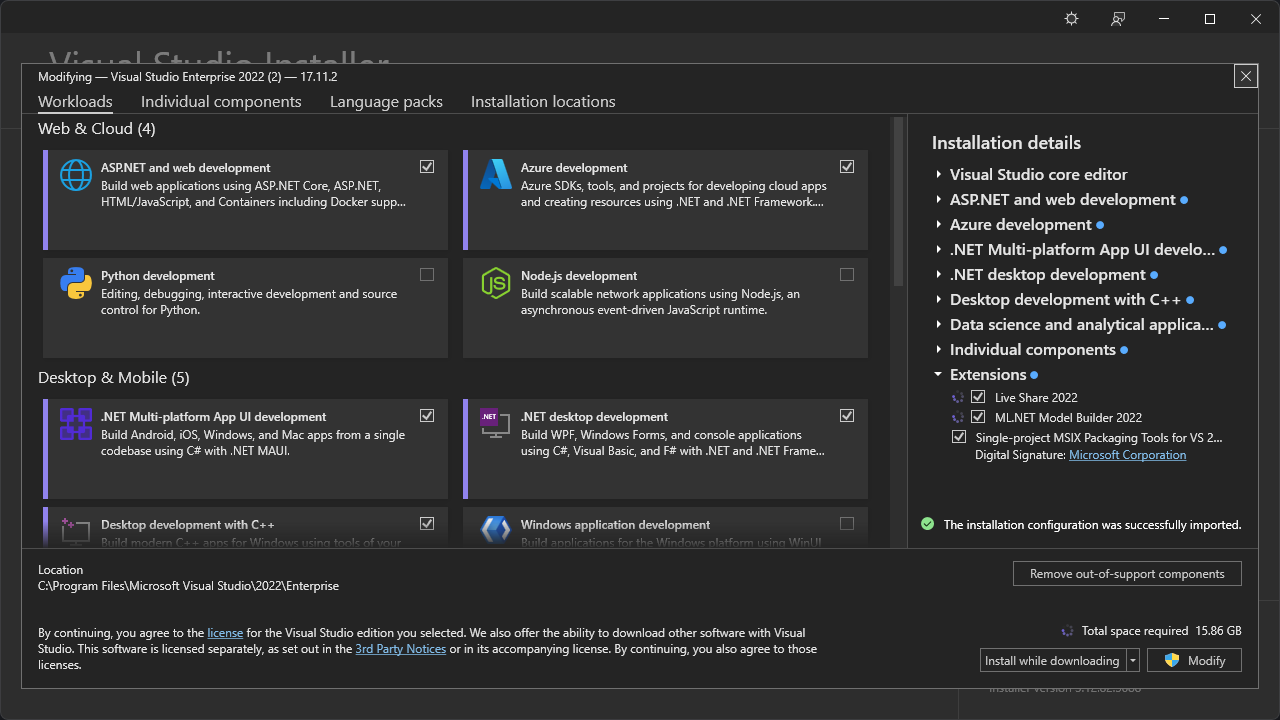 Visual Studio Installer
Modifying — Visual Studio Enterprise 2022 (2) — 17.11.2
Workloads
Individual components
Language packs
Installation locations
Web & Cloud (4)
ASP.NET and web development
Build web applications using ASP.NET Core, ASP.NET,
HTML/JavaScript, and Containers including Docker supp...
Azure development
Azure SDKs, tools, and projects for developing cloud apps
and creating resources using .NET and .NET Framework....
Python development
Editing, debugging, interactive development and source
control for Python.
Node.js development
Build scalable network applications using Node.js, an
asynchronous event-driven JavaScript runtime.
Desktop & Mobile (5)
.NET Multi-platform App UI development
Build Android, iOS, Windows, and Mac apps from a single
codebase using C# with .NET MAUI.
.NET
.NET desktop development
Build WPF, Windows Forms, and console applications
using C#, Visual Basic, and F# with .NET and .NET Frame...
Desktop development with C++
Build modern C++ apps for Windows using tools of your
Windows application development
Build applications for the Windows platform using WinUI
Installation details
Visual Studio core editor
ASP.NET and web development
Azure development
.NET Multi-platform App UI develo...
.NET desktop development
Desktop development with C++
Data science and analytical applica...
Individual components
Extensions
Live Share 2022
ML.NET Model Builder 2022
Single-project MSIX Packaging Tools for VS 2...
Digital Signature: Microsoft Corporation
The installation configuration was successfully imported.
Location
C:\Program Files\Microsoft Visual Studio\2022\Enterprise
Remove out-of-support components
By continuing, you agree to the license for the Visual Studio edition you selected. We also offer the ability to download other software with Visual
Studio. This software is licensed separately, as set out in the 3rd Party Notices or in its accompanying license. By continuing, you also agree to those
licenses.
Total space required 15.86 GB
Install while downloading
Modify
Installer version